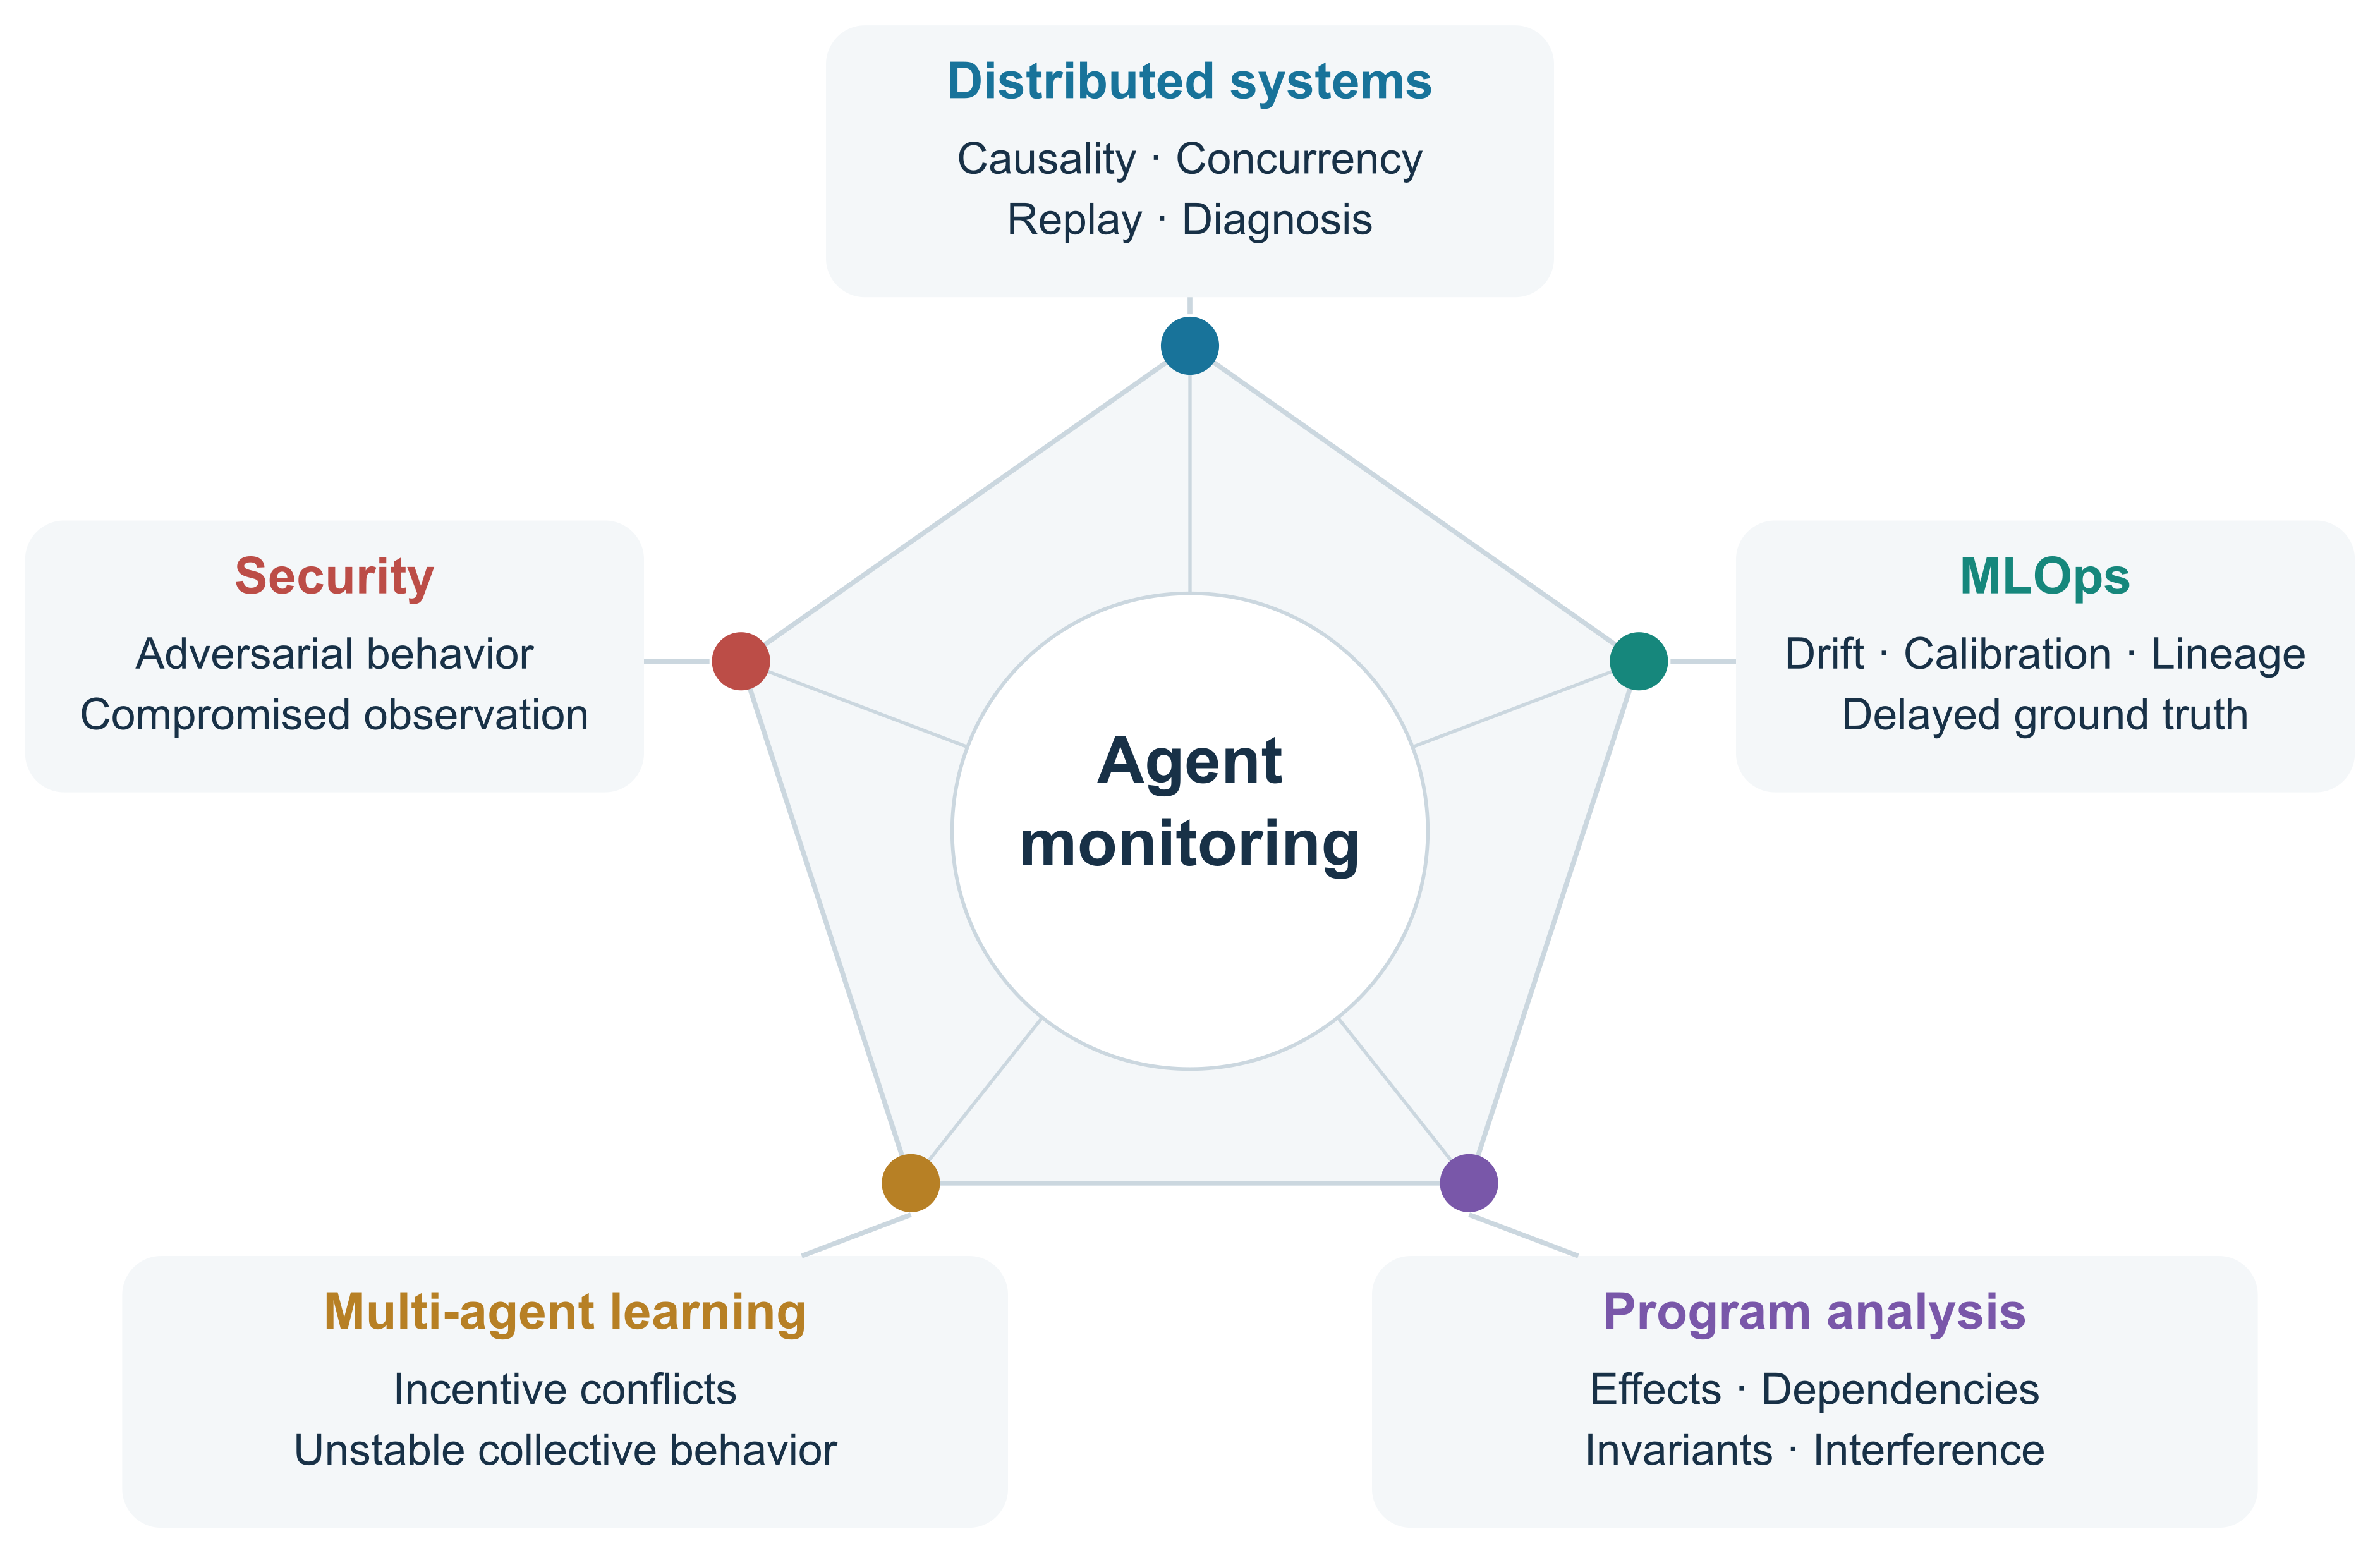 Distributed systems
Causality · Concurrency
Replay · Diagnosis
Security
Adversarial behavior
Compromised observation
MLOps
Drift · Calibration · Lineage
Delayed ground truth
Agent
monitoring
Multi-agent learning
Incentive conflicts
Unstable collective behavior
Program analysis
Effects · Dependencies
Invariants · Interference